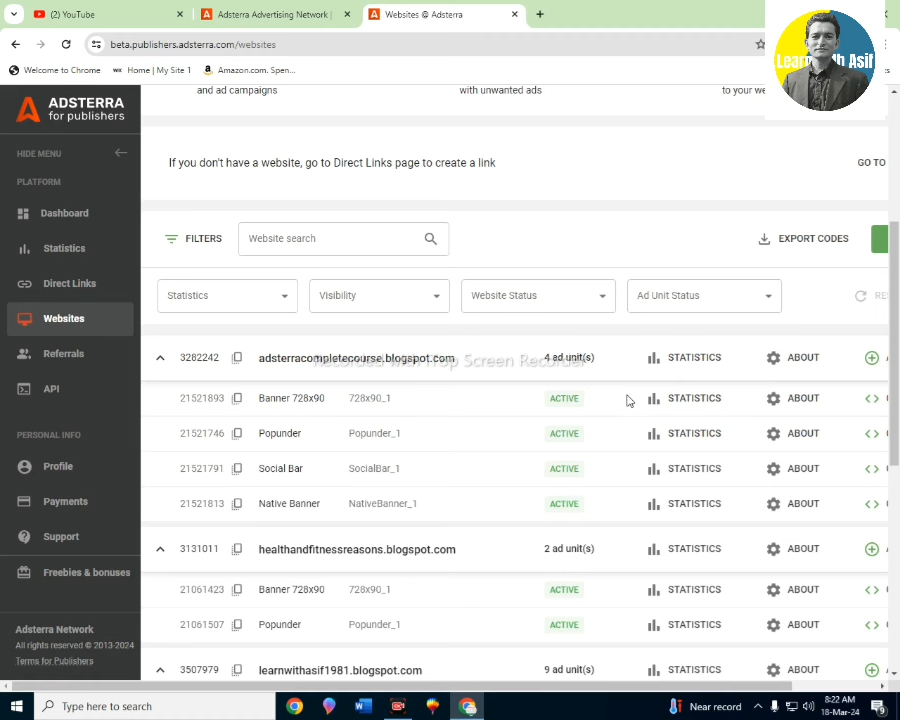 (2) YouTube
Adsterra Advertising Network |
Websites @ Adsterra
beta.publishers.adsterra.com/websites
Welcome to Chrome
WIX Home | My Site 1
Amazon.com. Spen...
Learn With Asif
ADSTERRA
for publishers
HIDE MENU
PLATFORM
Dashboard
Statistics
Direct Links
Websites
Referrals
API
PERSONAL INFO
Profile
Payments
Support
Freebies & bonuses
Adsterra Network
All rights reserved © 2013-2024
Terms for Publishers
and ad campaigns
with unwanted ads
to your we
If you don't have a website, go to Direct Links page to create a link
GO TO
FILTERS
Website search
EXPORT CODES
Statistics
Visibility
Website Status
Ad Unit Status
3282242 adsterracompletecourse.blogspot.com 4 ad unit(s) STATISTICS ABOUT
Recorded with iTop Screen Recorder
21521893 Banner 728x90 728x90_1 ACTIVE STATISTICS ABOUT
21521746 Popunder Popunder_1 ACTIVE STATISTICS ABOUT
21521791 Social Bar SocialBar_1 ACTIVE STATISTICS ABOUT
21521813 Native Banner NativeBanner_1 ACTIVE STATISTICS ABOUT
3131011 healthandfitnessreasons.blogspot.com 2 ad unit(s) STATISTICS ABOUT
21061423 Banner 728x90 728x90_1 ACTIVE STATISTICS ABOUT
21061507 Popunder Popunder_1 ACTIVE STATISTICS ABOUT
3507979 learnwithasif1981.blogspot.com 9 ad unit(s) STATISTICS ABOUT
Type here to search
Near record
8:22 AM
18-Mar-24